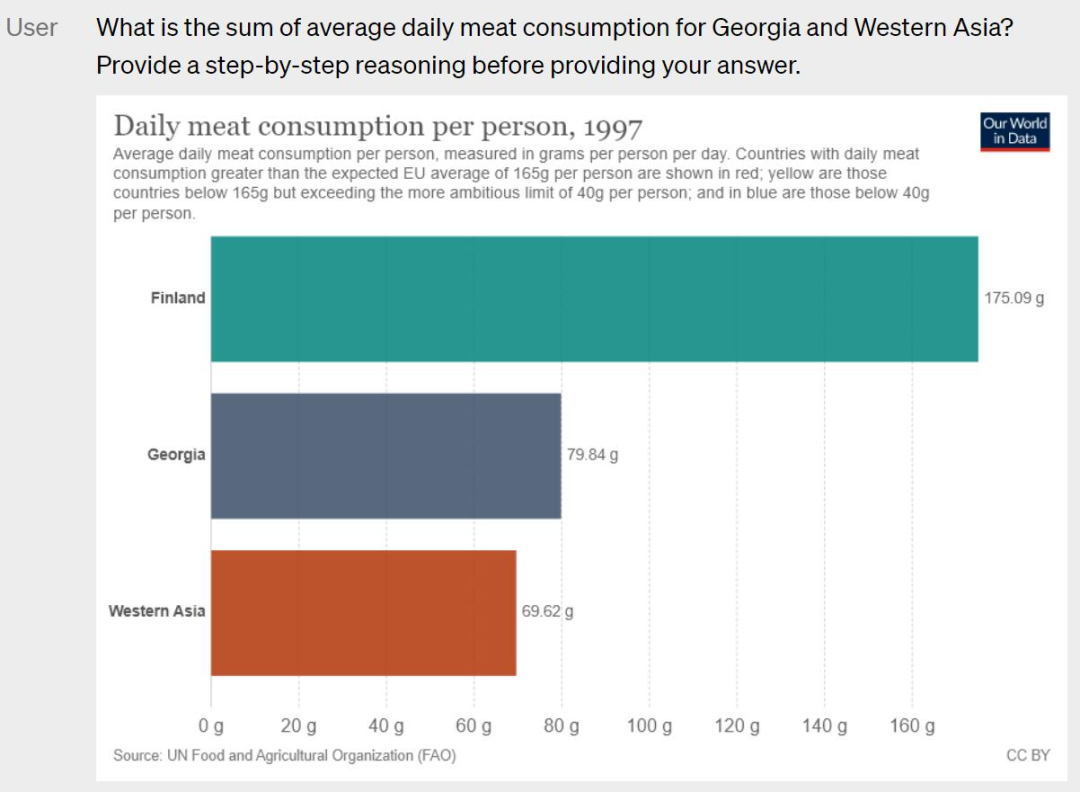 User
What is the sum of average daily meat consumption for Georgia and Western Asia?
Provide a step-by-step reasoning before providing your answer.
Daily meat consumption per person, 1997
Our World
in Data
Average daily meat consumption per person, measured in grams per person per day. Countries with daily meat
consumption greater than the expected EU average of 165g per person are shown in red; yellow are those
countries below 165g but exceeding the more ambitious limit of 40g per person; and in blue are those below 40g
per person.
Finland
175.09 g
Georgia
79.84 g
Western Asia
69.62 g
0 g 20 g 40 g 60 g 80 g 100 g 120 g 140 g 160 g
Source: UN Food and Agricultural Organization (FAO)
CC BY